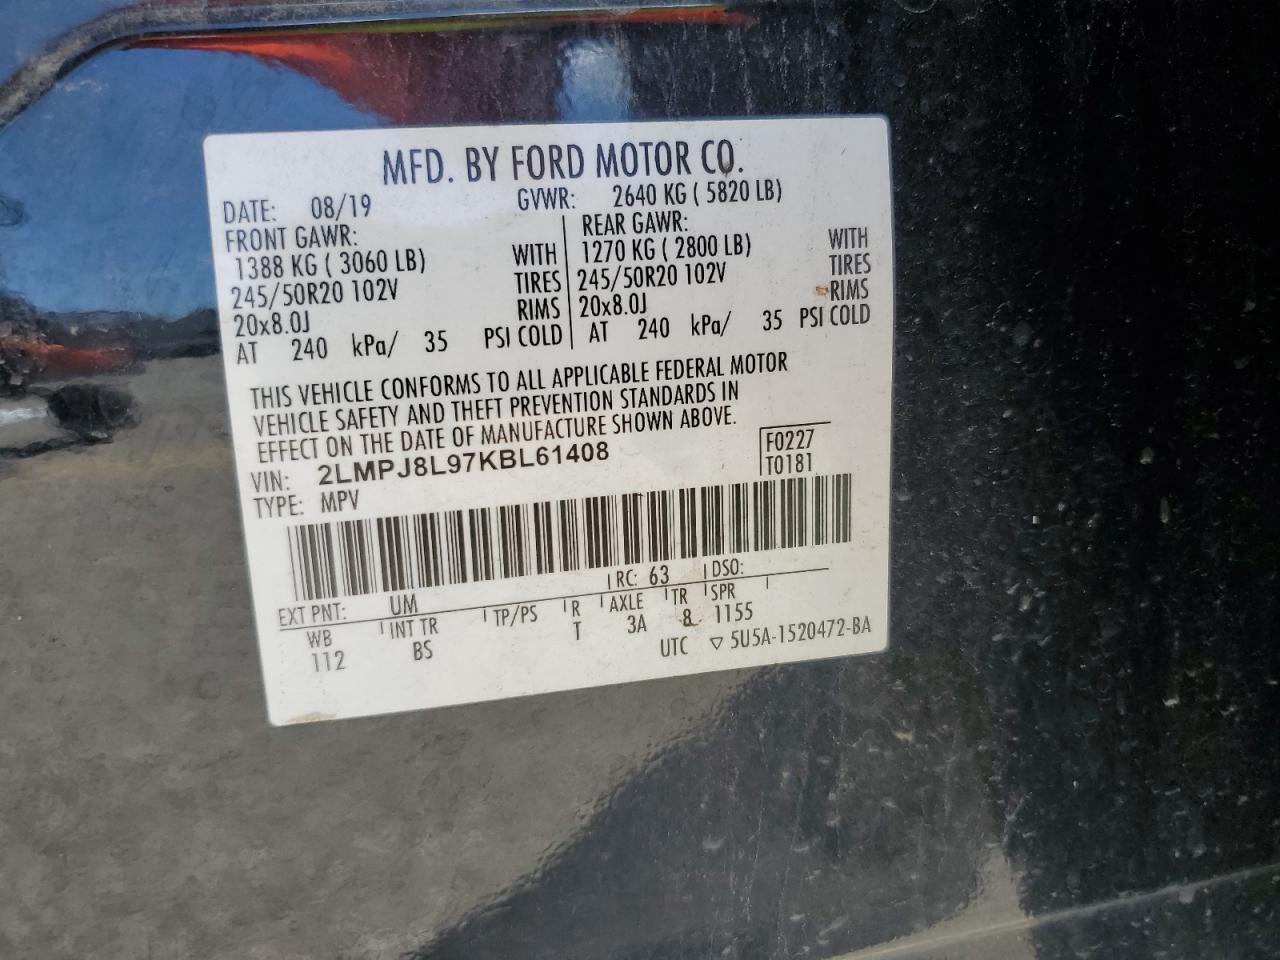 MFD. BY FORD MOTOR CO.
DATE: 08/19 GVWR: 2640 KG ( 5820 LB)
FRONT GAWR: REAR GAWR:
1388 KG ( 3060 LB) WITH 1270 KG ( 2800 LB) WITH
245/50R20 102V TIRES 245/50R20 102V TIRES
20x8.0J RIMS 20x8.0J RIMS
AT 240 kPa/ 35 PSI COLD AT 240 kPa/ 35 PSI COLD
THIS VEHICLE CONFORMS TO ALL APPLICABLE FEDERAL MOTOR
VEHICLE SAFETY AND THEFT PREVENTION STANDARDS IN
EFFECT ON THE DATE OF MANUFACTURE SHOWN ABOVE.
VIN: 2LMPJ8L97KBL61408 F0227
TYPE: MPV T0181
EXT PNT: UM RC: 63 DSO:
WB INT TR TP/PS R AXLE TR SPR
112 BS T 3A 8 1155
UTC ▽ 5U5A-1520472-BA